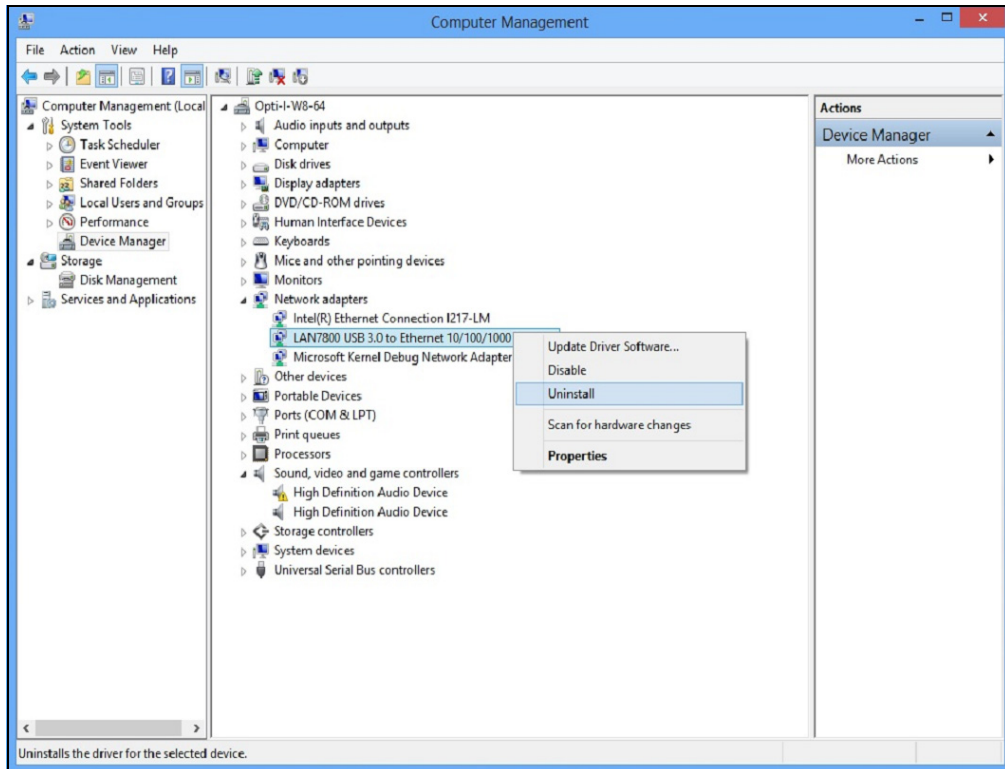 Computer Management
File Action View Help
Computer Management (Local
System Tools
Task Scheduler
Event Viewer
Shared Folders
Local Users and Groups
Performance
Device Manager
Storage
Disk Management
Services and Applications
Opti-I-W8-64
Audio inputs and outputs
Computer
Disk drives
Display adapters
DVD/CD-ROM drives
Human Interface Devices
Keyboards
Mice and other pointing devices
Monitors
Network adapters
Intel(R) Ethernet Connection I217-LM
LAN7800 USB 3.0 to Ethernet 10/100/1000
Microsoft Kernel Debug Network Adapter
Other devices
Portable Devices
Ports (COM & LPT)
Print queues
Processors
Sound, video and game controllers
High Definition Audio Device
High Definition Audio Device
Storage controllers
System devices
Universal Serial Bus controllers
Update Driver Software...
Disable
Uninstall
Scan for hardware changes
Properties
Actions
Device Manager
More Actions
Uninstalls the driver for the selected device.